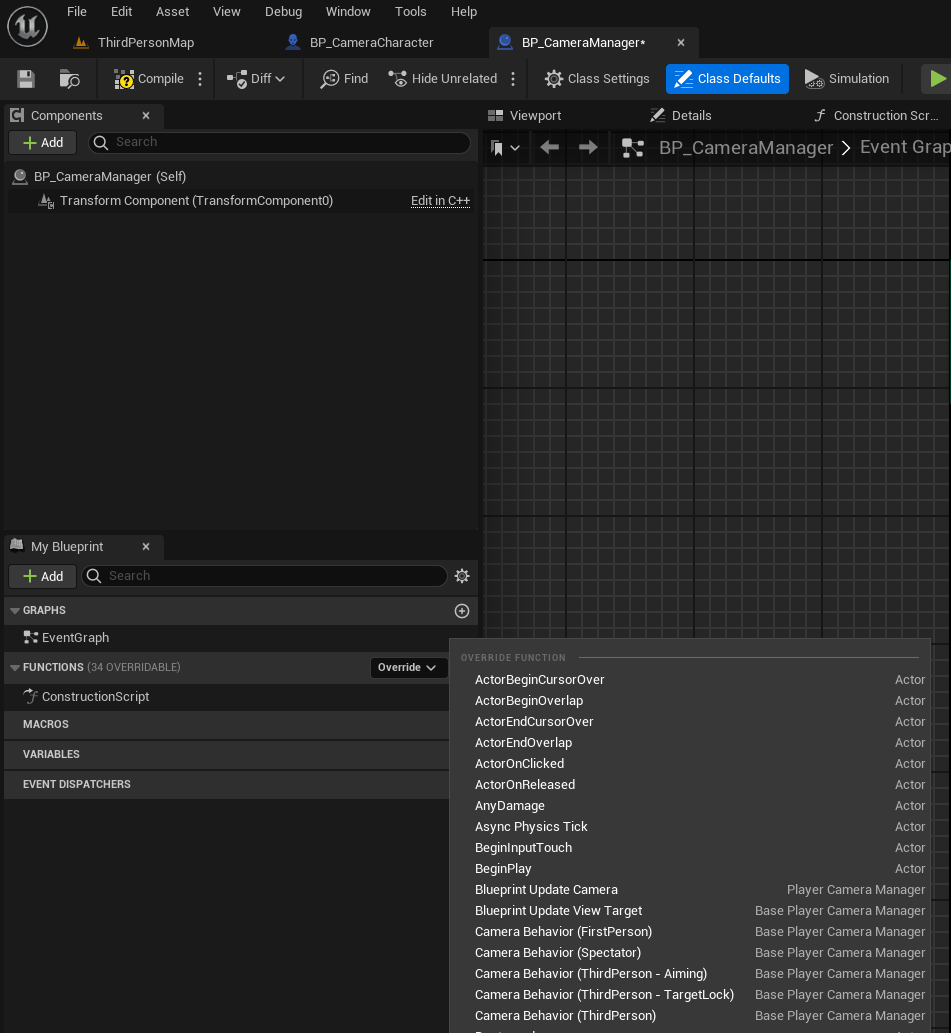 File Edit Asset View Debug Window Tools Help
ThirdPersonMap BP_CameraCharacter BP_CameraManager*
Compile Diff Find Hide Unrelated Class Settings Class Defaults Simulation
Components Viewport Details Construction Scr...
Add Search
BP_CameraManager > Event Grap
BP_CameraManager (Self)
Transform Component (TransformComponent0) Edit in C++
My Blueprint
Add Search
GRAPHS
EventGraph
FUNCTIONS (34 OVERRIDABLE) Override
ConstructionScript
MACROS
VARIABLES
EVENT DISPATCHERS
OVERRIDE FUNCTION
ActorBeginCursorOver Actor
ActorBeginOverlap Actor
ActorEndCursorOver Actor
ActorEndOverlap Actor
ActorOnClicked Actor
ActorOnReleased Actor
AnyDamage Actor
Async Physics Tick Actor
BeginInputTouch Actor
BeginPlay Actor
Blueprint Update Camera Player Camera Manager
Blueprint Update View Target Base Player Camera Manager
Camera Behavior (FirstPerson) Base Player Camera Manager
Camera Behavior (Spectator) Base Player Camera Manager
Camera Behavior (ThirdPerson - Aiming) Base Player Camera Manager
Camera Behavior (ThirdPerson - TargetLock) Base Player Camera Manager
Camera Behavior (ThirdPerson) Base Player Camera Manager